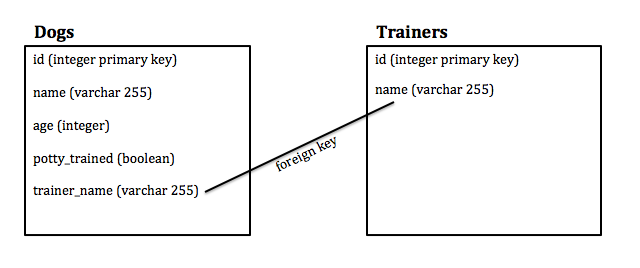 Dogs
id (integer primary key)
name (varchar 255)
age (integer)
potty_trained (boolean)
trainer_name (varchar 255)
foreign key
Trainers
id (integer primary key)
name (varchar 255)